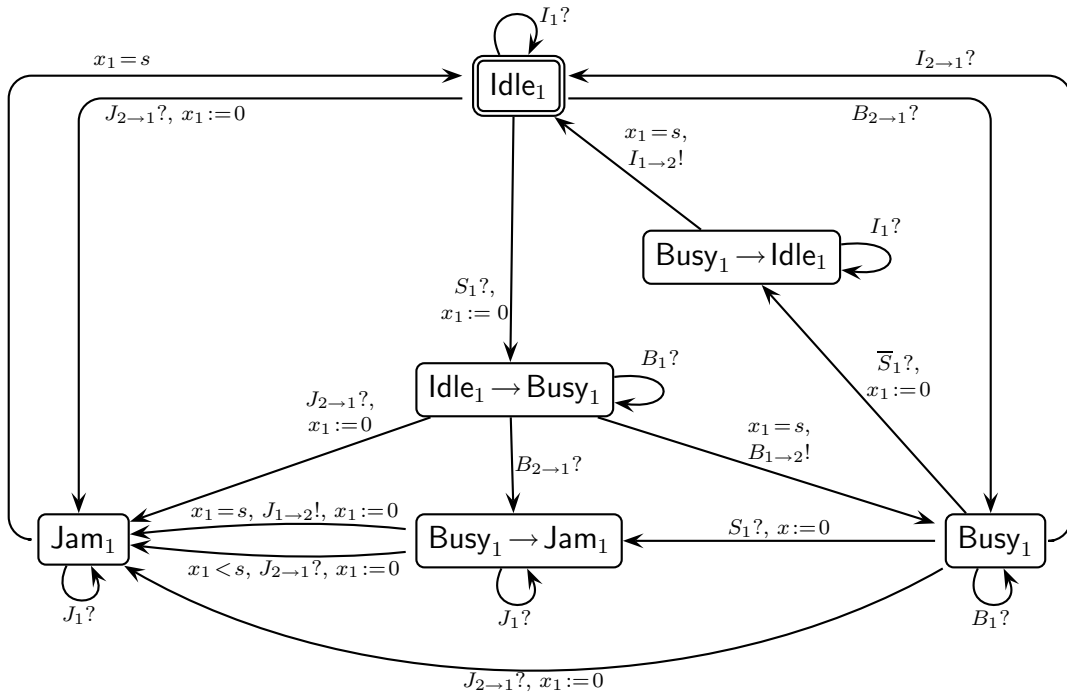 I₁?
x₁=s
Idle₁
I₂→₁?
J₂→₁?, x₁:=0
B₂→₁?
x₁=s,
I₁→₂!
I₁?
Busy₁→Idle₁
S₁?,
x₁:=0
S̅₁?,
x₁:=0
B₁?
Idle₁→Busy₁
J₂→₁?,
x₁:=0
x₁=s,
B₁→₂!
B₂→₁?
x₁=s, J₁→₂!, x₁:=0
S₁?, x:=0
Jam₁
Busy₁→Jam₁
Busy₁
x₁<s, J₂→₁?, x₁:=0
J₁?
J₁?
B₁?
J₂→₁?, x₁:=0